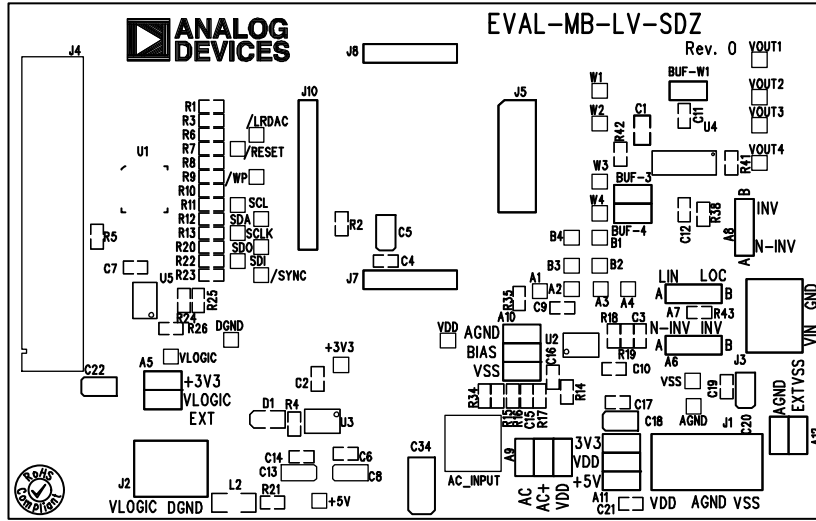 ANALOG
DEVICES
EVAL-MB-LV-SDZ
Rev. 0
J4
J8
J10
J5
W1
W2
W3
W4
BUF-W1
C11
C1
U4
R42
R41
VOUT1
VOUT2
VOUT3
VOUT4
R1
R3
R6
R7
R8
R9
R10
R11
R12
R13
R20
R22
R23
/LRDAC
/RESET
/WP
SCL
SDA
SCLK
SDO
SDI
/SYNC
U1
R5
C7
U5
R24
R25
R26
R2
C5
C4
J7
BUF-3
BUF-4
C12
R38
A8
B
INV
N-INV
A
B4
B1
B3
B2
A1
A2
A3
A4
LIN LOC
A B
A7
R43
N-INV INV
A B
A6
GND
VIN
R35
C9
A10
AGND
BIAS
VSS
U2
R18
C3
R19
C10
C16
R14
R34
R15
R16
C15
R17
DGND
VDD
VLOGIC
+3V3
A5
+3V3
VLOGIC
EXT
C22
C2
D1
R4
U3
C14
C13
C6
C8
C34
AC_INPUT
A9
AC
AC+
VDD
C17
C18
3V3
VDD
+5V
A11
C21
VSS
AGND
C19
J3
C20
J1
VDD AGND VSS
AGND
EXTVSS
J2
VLOGIC DGND
L2
R21
+5V
RoHS
Compliant